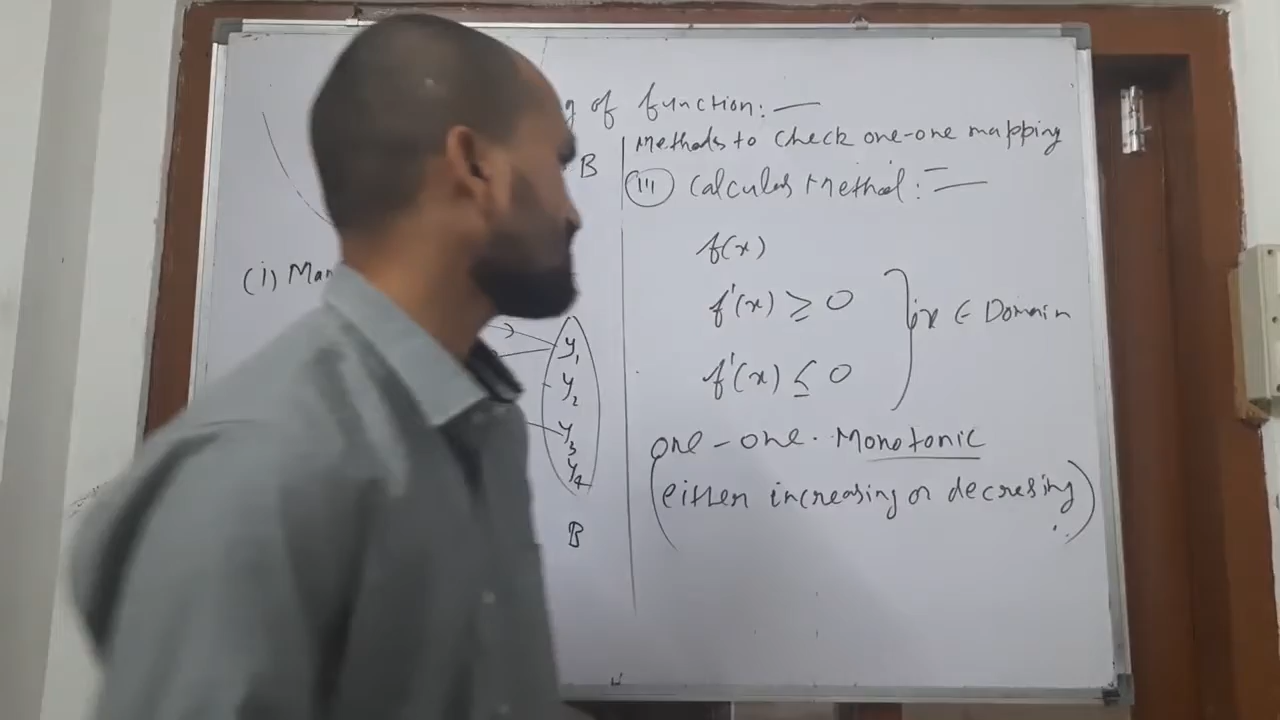 of function:—
Methods to check one-one mapping
B
(III) Calculus Method:=—
f(x)
(i) Man
f'(x) ≥ 0
x ∈ Domain
y1
f'(x) ≤ 0
y2
y3
one-one. Monotonic
y4
(either increasing or decresing)
B